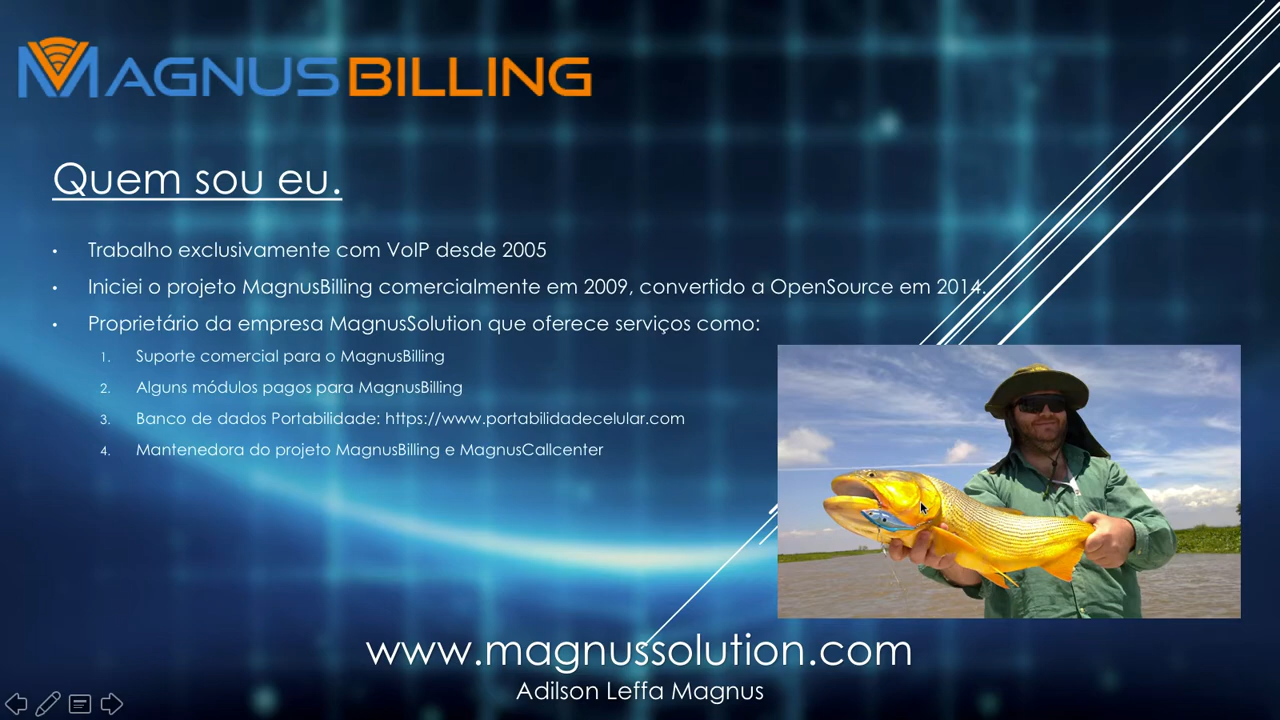 MAGNUSBILLING
Quem sou eu.
• Trabalho exclusivamente com VoIP desde 2005
• Iniciei o projeto MagnusBilling comercialmente em 2009, convertido a OpenSource em 2014.
• Proprietário da empresa MagnusSolution que oferece serviços como:
1. Suporte comercial para o MagnusBilling
2. Alguns módulos pagos para MagnusBilling
3. Banco de dados Portabilidade: https://www.portabilidadecelular.com
4. Mantenedora do projeto MagnusBilling e MagnusCallcenter
www.magnussolution.com
Adilson Leffa Magnus